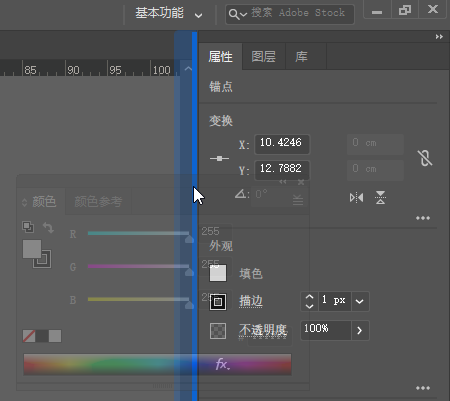 基本功能 搜索 Adobe Stock
属性 图层 库
85 90 95 100
锚点
变换
X: 10.4246 0 cm
Y: 12.7882 0 cm
0°
颜色 颜色参考
R 255
G 255
B 255
外观
填色
描边 1 px
不透明度 100%
fx.